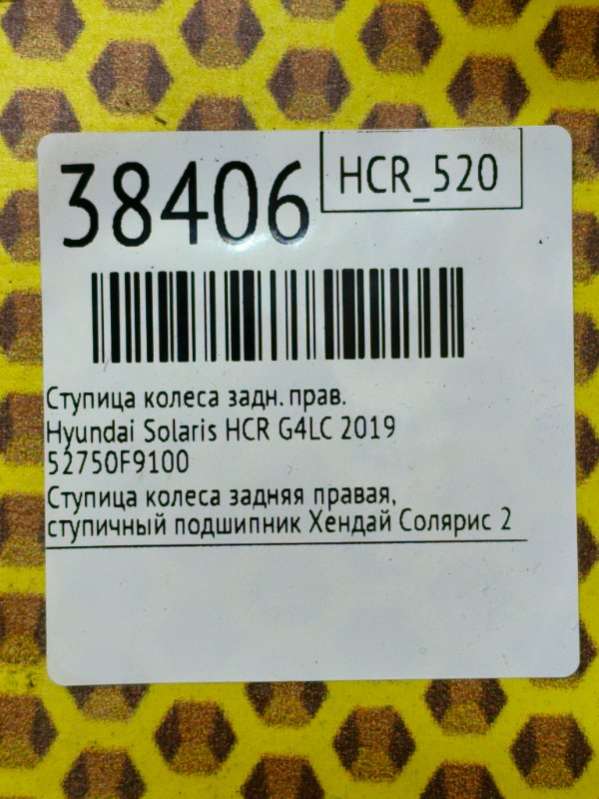 38406
HCR_520
Ступица колеса задн. прав.
Hyundai Solaris HCR G4LC 2019
52750F9100
Ступица колеса задняя правая,
ступичный подшипник Хендай Солярис 2